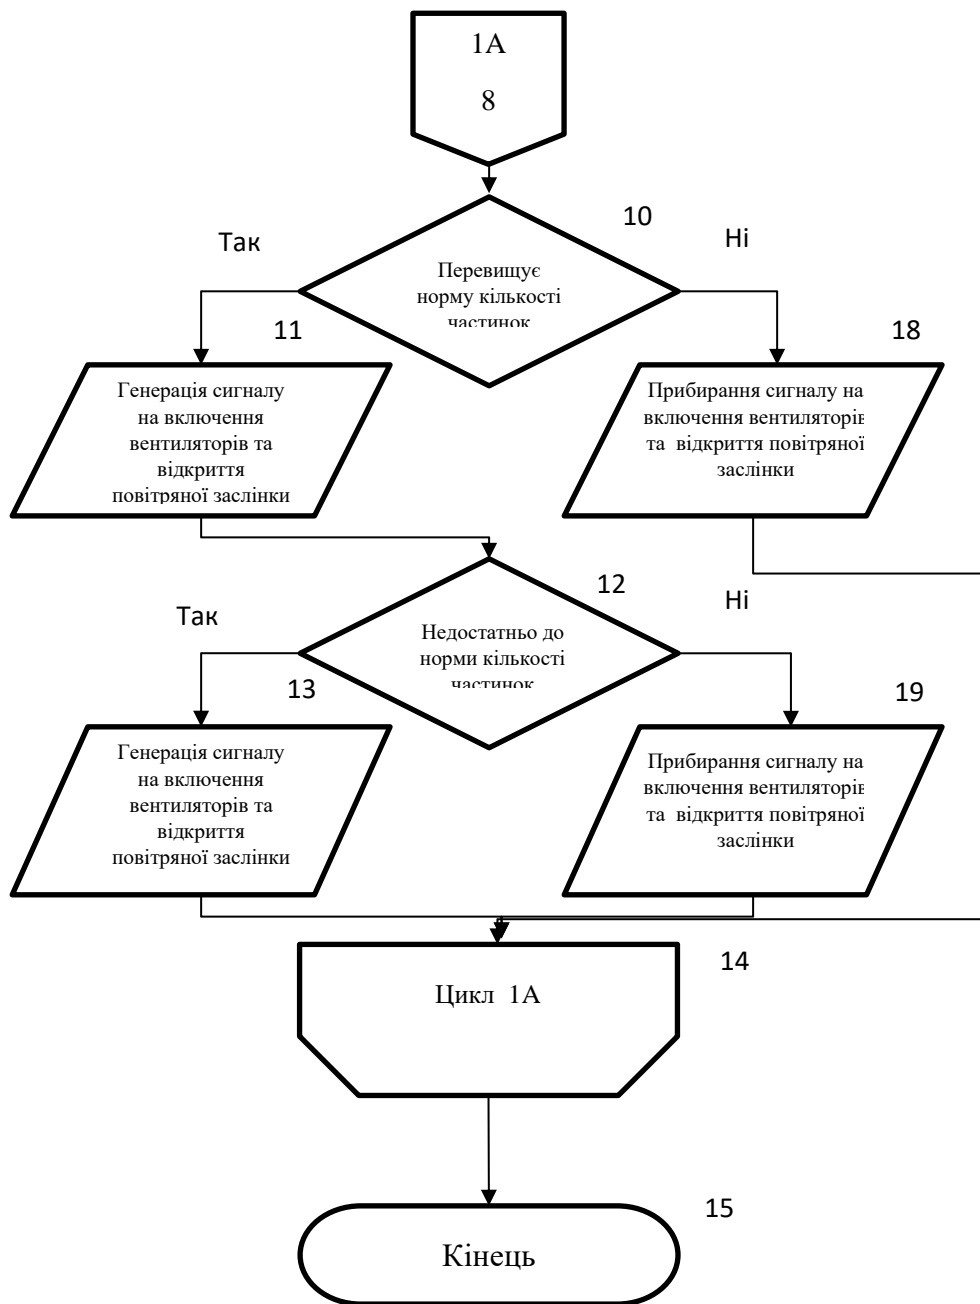 1А
8
10
Так
Ні
Перевищує
норму кількості
частинок
11
18
Генерація сигналу
на включення
вентиляторів та
відкриття
повітряної заслінки
Прибирання сигналу на
включення вентиляторів
та відкриття повітряної
заслінки
12
Так
Ні
Недостатньо до
норми кількості
частинок
13
19
Генерація сигналу
на включення
вентиляторів та
відкриття
повітряної заслінки
Прибирання сигналу на
включення вентиляторів
та відкриття повітряної
заслінки
14
Цикл 1А
15
Кінець